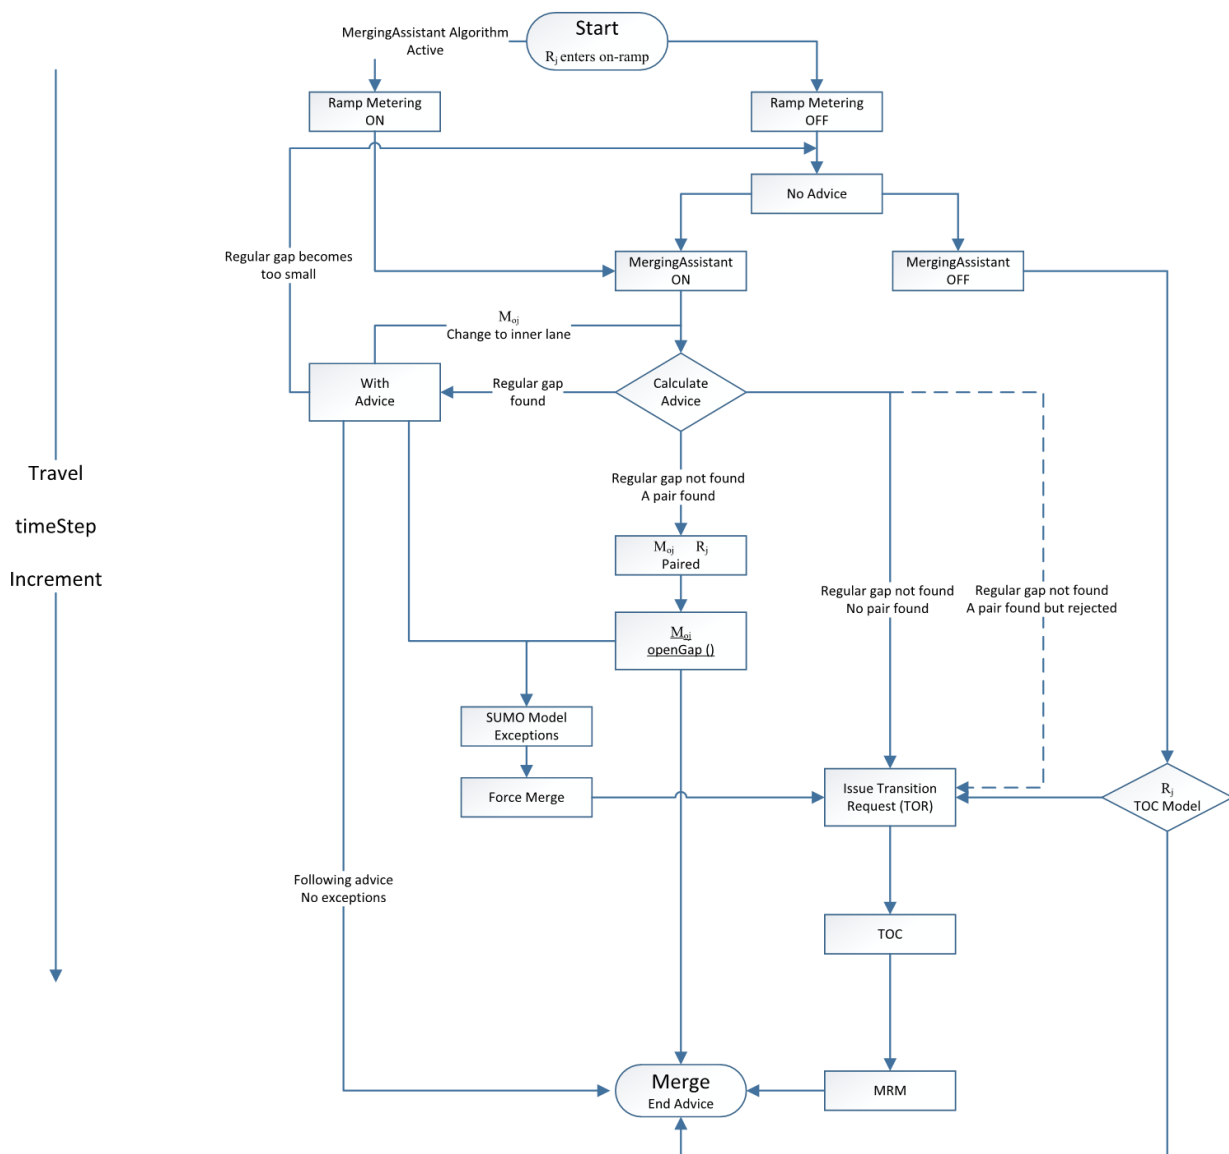 Start
MergingAssistant Algorithm
Active
Rj enters on-ramp
Ramp Metering
ON
Ramp Metering
OFF
No Advice
Regular gap becomes
too small
MergingAssistant
ON
MergingAssistant
OFF
Moj
Change to inner lane
With
Advice
Regular gap
found
Calculate
Advice
Travel
timeStep
Increment
Regular gap not found
A pair found
Moj Rj
Paired
Regular gap not found
No pair found
Regular gap not found
A pair found but rejected
Moj
openGap ()
SUMO Model
Exceptions
Force Merge
Issue Transition
Request (TOR)
Rj
TOC Model
Following advice
No exceptions
TOC
Merge
End Advice
MRM